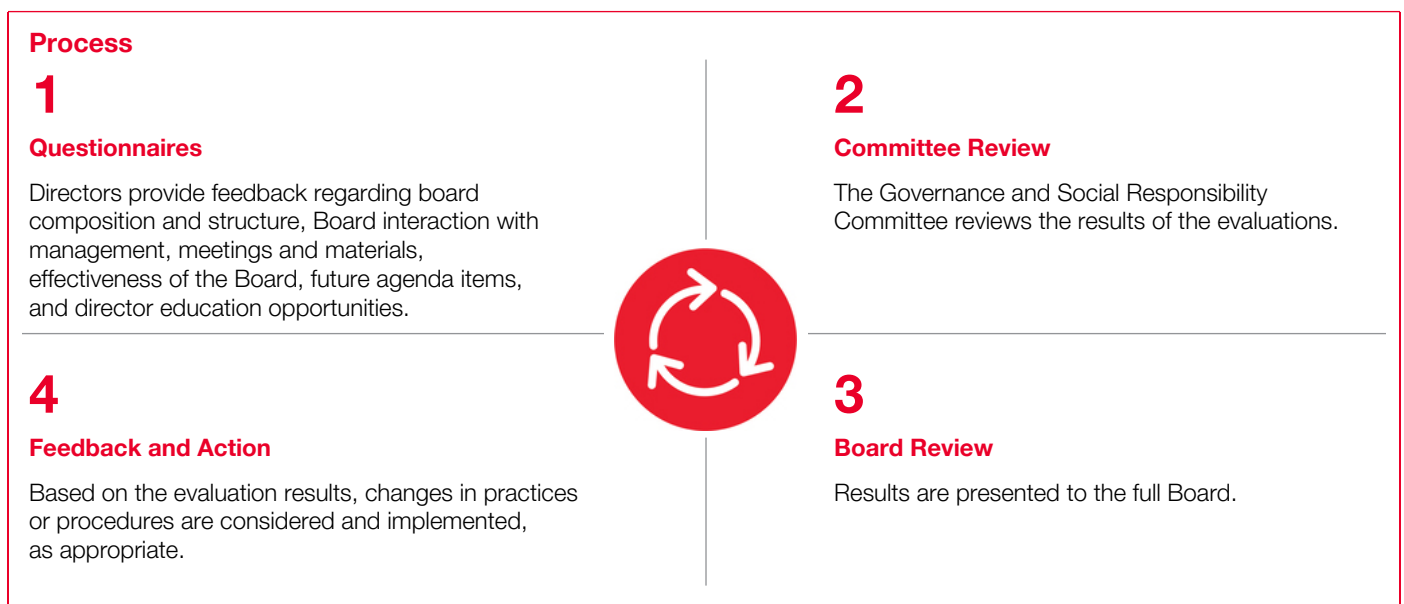 Process
1
Questionnaires
Directors provide feedback regarding board
composition and structure, Board interaction with
management, meetings and materials,
effectiveness of the Board, future agenda items,
and director education opportunities.
2
Committee Review
The Governance and Social Responsibility
Committee reviews the results of the evaluations.
3
Board Review
Results are presented to the full Board.
4
Feedback and Action
Based on the evaluation results, changes in practices
or procedures are considered and implemented,
as appropriate.